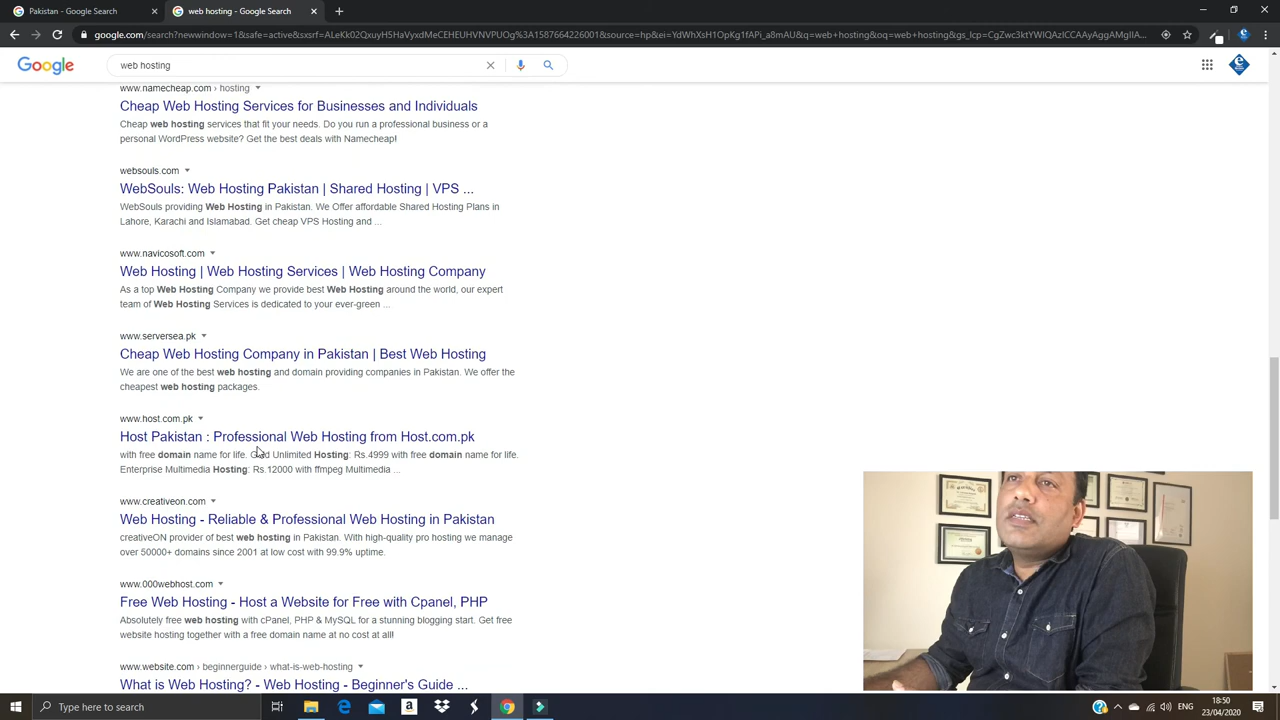 Pakistan - Google Search
web hosting - Google Search
Google
web hosting
www.namecheap.com › hosting
Cheap Web Hosting Services for Businesses and Individuals
Cheap web hosting services that fit your needs. Do you run a professional business or a
personal WordPress website? Get the best deals with Namecheap!
websouls.com
WebSouls: Web Hosting Pakistan | Shared Hosting | VPS ...
WebSouls providing Web Hosting in Pakistan. We Offer affordable Shared Hosting Plans in
Lahore, Karachi and Islamabad. Get cheap VPS Hosting and ...
www.navicosoft.com
Web Hosting | Web Hosting Services | Web Hosting Company
As a top Web Hosting Company we provide best Web Hosting around the world, our expert
team of Web Hosting Services is dedicated to your ever-green ...
www.serversea.pk
Cheap Web Hosting Company in Pakistan | Best Web Hosting
We are one of the best web hosting and domain providing companies in Pakistan. We offer the
cheapest web hosting packages.
www.host.com.pk
Host Pakistan : Professional Web Hosting from Host.com.pk
with free domain name for life. Unlimited Hosting: Rs.4999 with free domain name for life.
Enterprise Multimedia Hosting: Rs.12000 with ffmpeg Multimedia ...
www.creativeon.com
Web Hosting - Reliable & Professional Web Hosting in Pakistan
creativeON provider of best web hosting in Pakistan. With high-quality pro hosting we manage
over 50000+ domains since 2001 at low cost with 99.9% uptime.
www.000webhost.com
Free Web Hosting - Host a Website for Free with Cpanel, PHP
Absolutely free web hosting with cPanel, PHP & MySQL for a stunning blogging start. Get free
website hosting together with a free domain name at no cost at all!
www.website.com › beginnerguide › what-is-web-hosting
What is Web Hosting? - Web Hosting - Beginner's Guide ...
Type here to search
18:50
23/04/2020